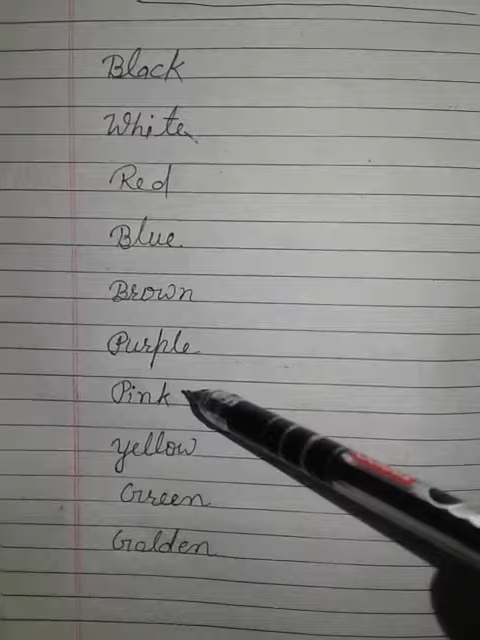 Black
White
Red
Blue
Brown
Purple
Pink
yellow
Green
Golden